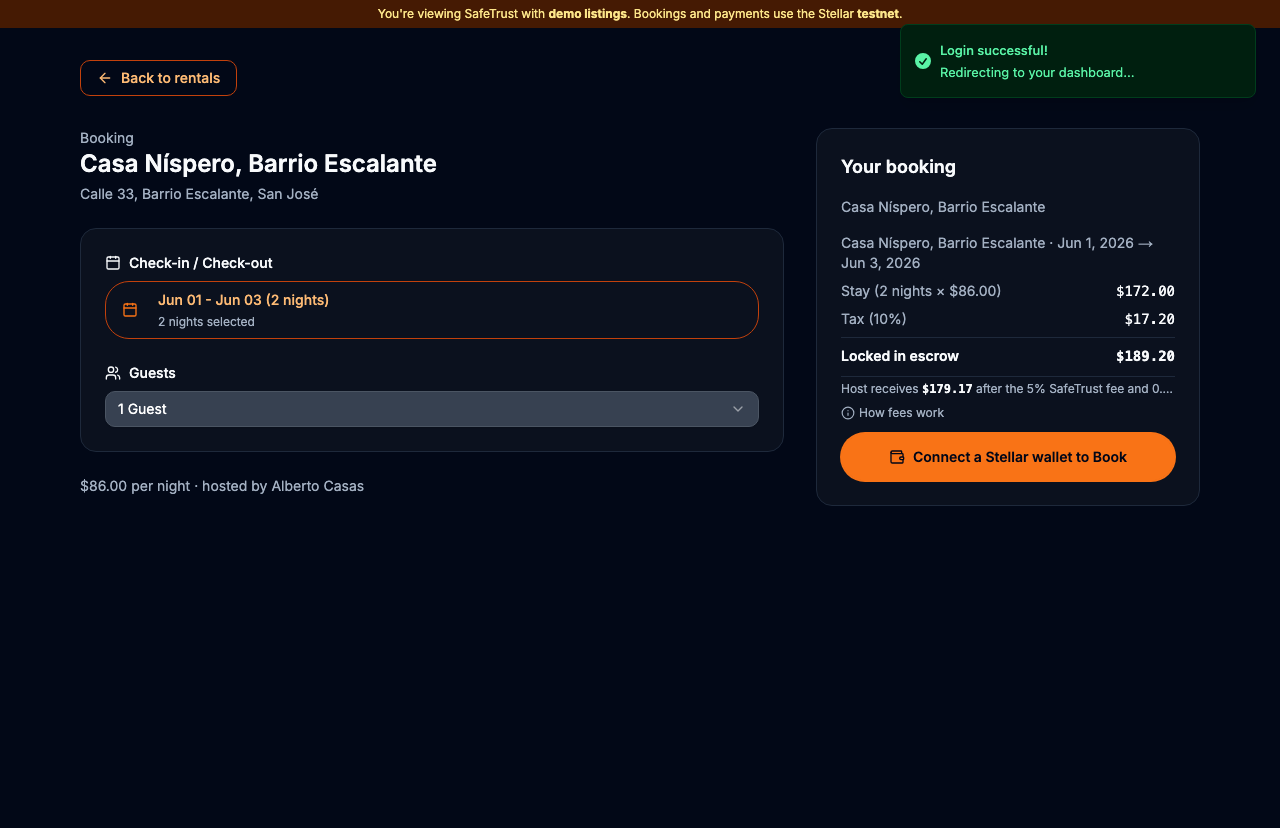 You're viewing SafeTrust with demo listings. Bookings and payments use the Stellar testnet.
Login successful!
Redirecting to your dashboard...
Back to rentals
Booking
Casa Níspero, Barrio Escalante
Calle 33, Barrio Escalante, San José
Check-in / Check-out
Jun 01 - Jun 03 (2 nights)
2 nights selected
Guests
1 Guest
$86.00 per night · hosted by Alberto Casas
Your booking
Casa Níspero, Barrio Escalante
Casa Níspero, Barrio Escalante · Jun 1, 2026 →
Jun 3, 2026
Stay (2 nights × $86.00) $172.00
Tax (10%) $17.20
Locked in escrow $189.20
Host receives $179.17 after the 5% SafeTrust fee and 0....
How fees work
Connect a Stellar wallet to Book